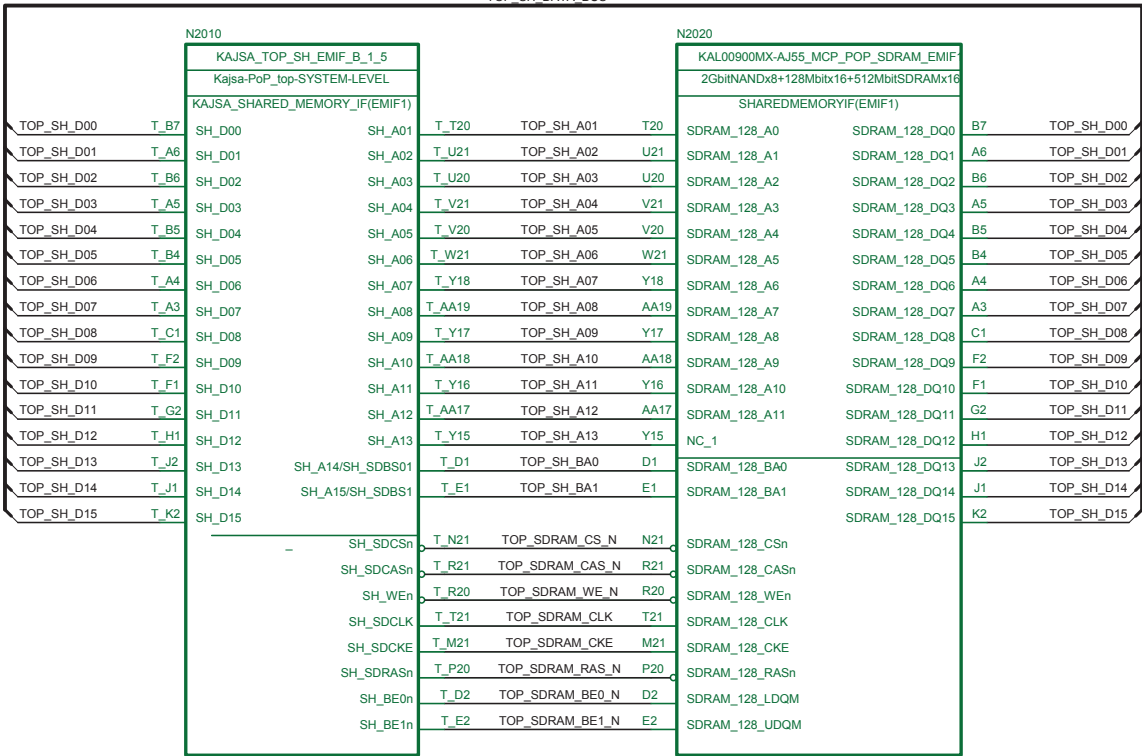 N2010 N2020
KAJSA_TOP_SH_EMIF_B_1_5 KAL00900MX-AJ55_MCP_POP_SDRAM_EMIF1
Kajsa-PoP_top-SYSTEM-LEVEL 2GbitNANDx8+128Mbitx16+512MbitSDRAMx16
KAJSA_SHARED_MEMORY_IF(EMIF1) SHAREDMEMORYIF(EMIF1)
TOP_SH_D00 T_B7 SH_D00 SH_A01 T_T20 TOP_SH_A01 T20 SDRAM_128_A0 SDRAM_128_DQ0 B7 TOP_SH_D00
TOP_SH_D01 T_A6 SH_D01 SH_A02 T_U21 TOP_SH_A02 U21 SDRAM_128_A1 SDRAM_128_DQ1 A6 TOP_SH_D01
TOP_SH_D02 T_B6 SH_D02 SH_A03 T_U20 TOP_SH_A03 U20 SDRAM_128_A2 SDRAM_128_DQ2 B6 TOP_SH_D02
TOP_SH_D03 T_A5 SH_D03 SH_A04 T_V21 TOP_SH_A04 V21 SDRAM_128_A3 SDRAM_128_DQ3 A5 TOP_SH_D03
TOP_SH_D04 T_B5 SH_D04 SH_A05 T_V20 TOP_SH_A05 V20 SDRAM_128_A4 SDRAM_128_DQ4 B5 TOP_SH_D04
TOP_SH_D05 T_B4 SH_D05 SH_A06 T_W21 TOP_SH_A06 W21 SDRAM_128_A5 SDRAM_128_DQ5 B4 TOP_SH_D05
TOP_SH_D06 T_A4 SH_D06 SH_A07 T_Y18 TOP_SH_A07 Y18 SDRAM_128_A6 SDRAM_128_DQ6 A4 TOP_SH_D06
TOP_SH_D07 T_A3 SH_D07 SH_A08 T_AA19 TOP_SH_A08 AA19 SDRAM_128_A7 SDRAM_128_DQ7 A3 TOP_SH_D07
TOP_SH_D08 T_C1 SH_D08 SH_A09 T_Y17 TOP_SH_A09 Y17 SDRAM_128_A8 SDRAM_128_DQ8 C1 TOP_SH_D08
TOP_SH_D09 T_F2 SH_D09 SH_A10 T_AA18 TOP_SH_A10 AA18 SDRAM_128_A9 SDRAM_128_DQ9 F2 TOP_SH_D09
TOP_SH_D10 T_F1 SH_D10 SH_A11 T_Y16 TOP_SH_A11 Y16 SDRAM_128_A10 SDRAM_128_DQ10 F1 TOP_SH_D10
TOP_SH_D11 T_G2 SH_D11 SH_A12 T_AA17 TOP_SH_A12 AA17 SDRAM_128_A11 SDRAM_128_DQ11 G2 TOP_SH_D11
TOP_SH_D12 T_H1 SH_D12 SH_A13 T_Y15 TOP_SH_A13 Y15 NC_1 SDRAM_128_DQ12 H1 TOP_SH_D12
TOP_SH_D13 T_J2 SH_D13 SH_A14/SH_SDBS01 T_D1 TOP_SH_BA0 D1 SDRAM_128_BA0 SDRAM_128_DQ13 J2 TOP_SH_D13
TOP_SH_D14 T_J1 SH_D14 SH_A15/SH_SDBS1 T_E1 TOP_SH_BA1 E1 SDRAM_128_BA1 SDRAM_128_DQ14 J1 TOP_SH_D14
TOP_SH_D15 T_K2 SH_D15 SDRAM_128_DQ15 K2 TOP_SH_D15
SH_SDCSn T_N21 TOP_SDRAM_CS_N N21 SDRAM_128_CSn
SH_SDCASn T_R21 TOP_SDRAM_CAS_N R21 SDRAM_128_CASn
SH_WEn T_R20 TOP_SDRAM_WE_N R20 SDRAM_128_WEn
SH_SDCLK T_T21 TOP_SDRAM_CLK T21 SDRAM_128_CLK
SH_SDCKE T_M21 TOP_SDRAM_CKE M21 SDRAM_128_CKE
SH_SDRASn T_P20 TOP_SDRAM_RAS_N P20 SDRAM_128_RASn
SH_BE0n T_D2 TOP_SDRAM_BE0_N D2 SDRAM_128_LDQM
SH_BE1n T_E2 TOP_SDRAM_BE1_N E2 SDRAM_128_UDQM